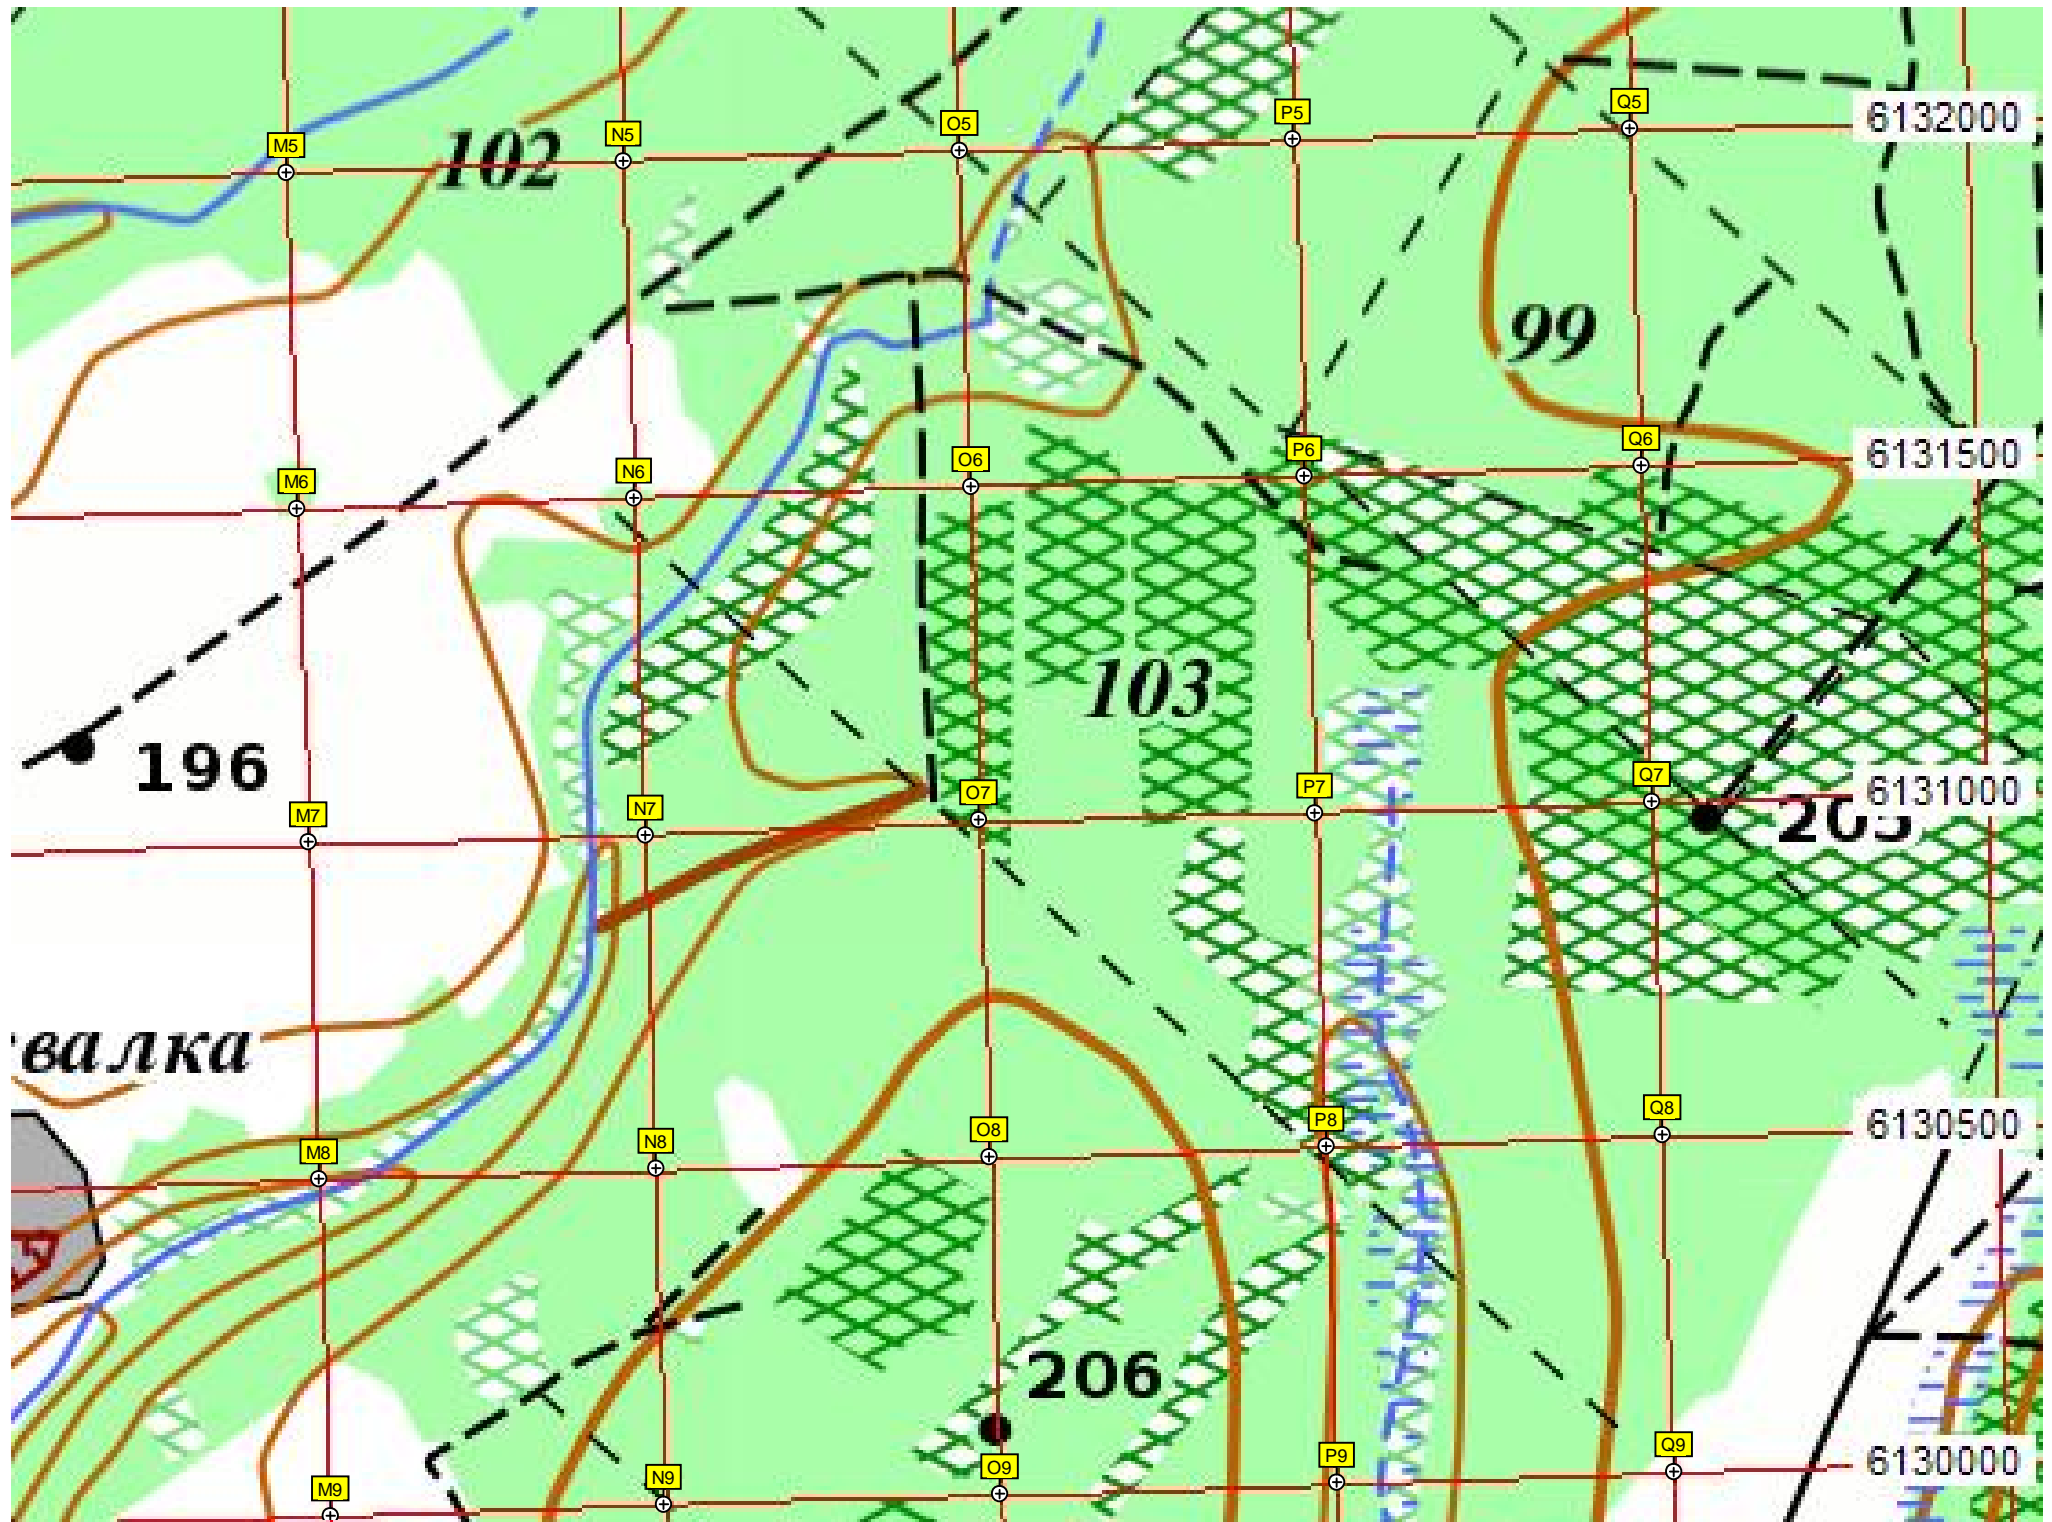 M5 N5 O5 P5 Q5 6132000
102
99
M6 N6 O6 P6 Q6 6131500
103
196
M7 N7 O7 P7 Q7 6131000
205
валка
M8 N8 O8 P8 Q8 6130500
206
M9 N9 O9 P9 Q9 6130000